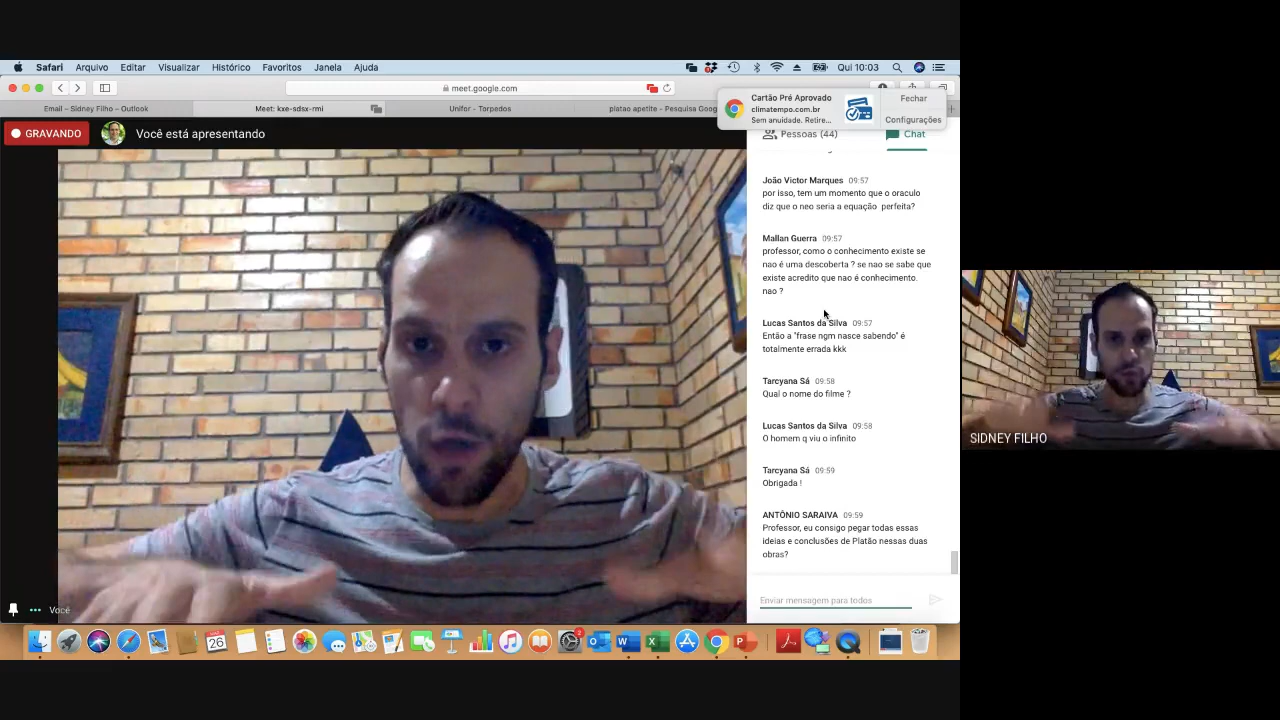 Safari Arquivo Editar Visualizar Histórico Favoritos Janela Ajuda
Qui 10:03
meet.google.com
Email – Sidney Filho – Outlook
Meet: kxe-sdsx-rmi
Unifor - Torpedos
platao apetite - Pesquisa Goog
Cartão Pré Aprovado
climatempo.com.br
Sem anuidade. Retire...
Fechar
Configurações
GRAVANDO
Você está apresentando
Pessoas (44)
Chat
João Victor Marques 09:57
por isso, tem um momento que o oraculo
diz que o neo seria a equação perfeita?
Mallan Guerra 09:57
professor, como o conhecimento existe se
nao é uma descoberta ? se nao se sabe que
existe acredito que nao é conhecimento.
nao ?
Lucas Santos da Silva 09:57
Então a "frase ngm nasce sabendo" é
totalmente errada kkk
Tarcyana Sá 09:58
Qual o nome do filme ?
Lucas Santos da Silva 09:58
O homem q viu o infinito
Tarcyana Sá 09:59
Obrigada !
ANTÔNIO SARAIVA 09:59
Professor, eu consigo pegar todas essas
ideias e conclusões de Platão nessas duas
obras?
Enviar mensagem para todos
Você
26
2
SIDNEY FILHO